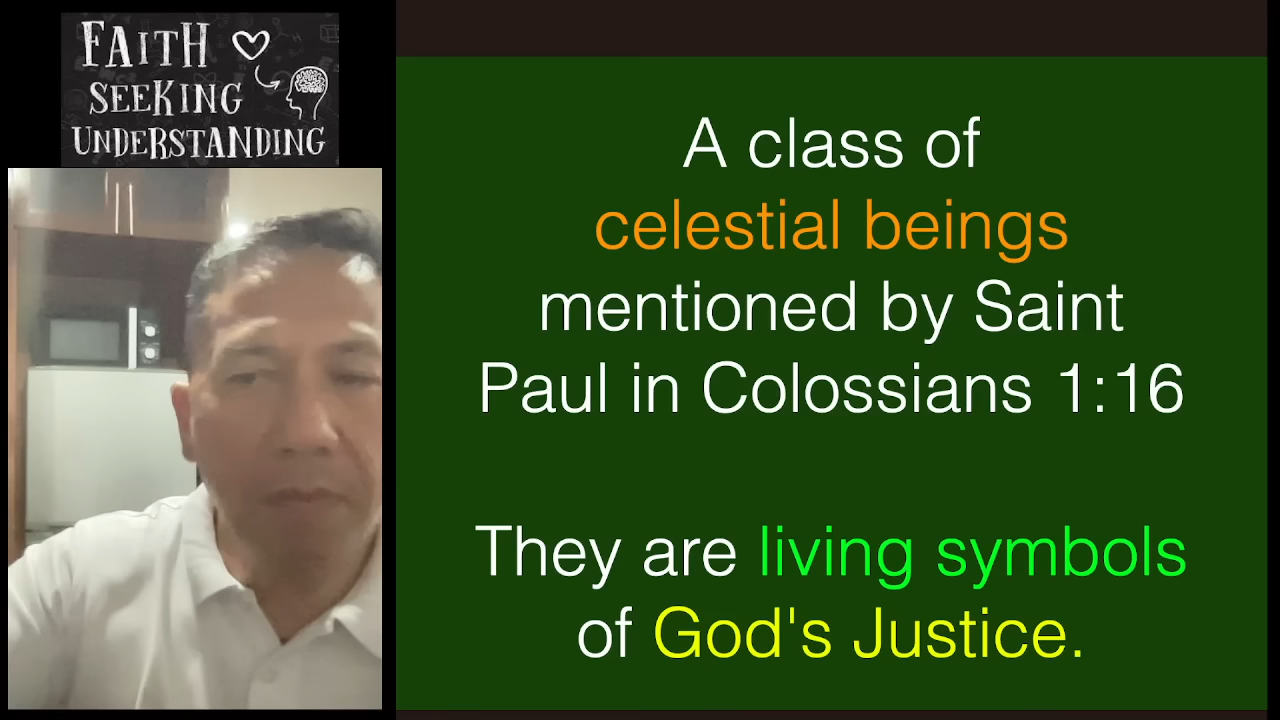 FAITH
SEEKING
UNDERSTANDING
A class of
celestial beings
mentioned by Saint
Paul in Colossians 1:16
They are living symbols
of God's Justice.